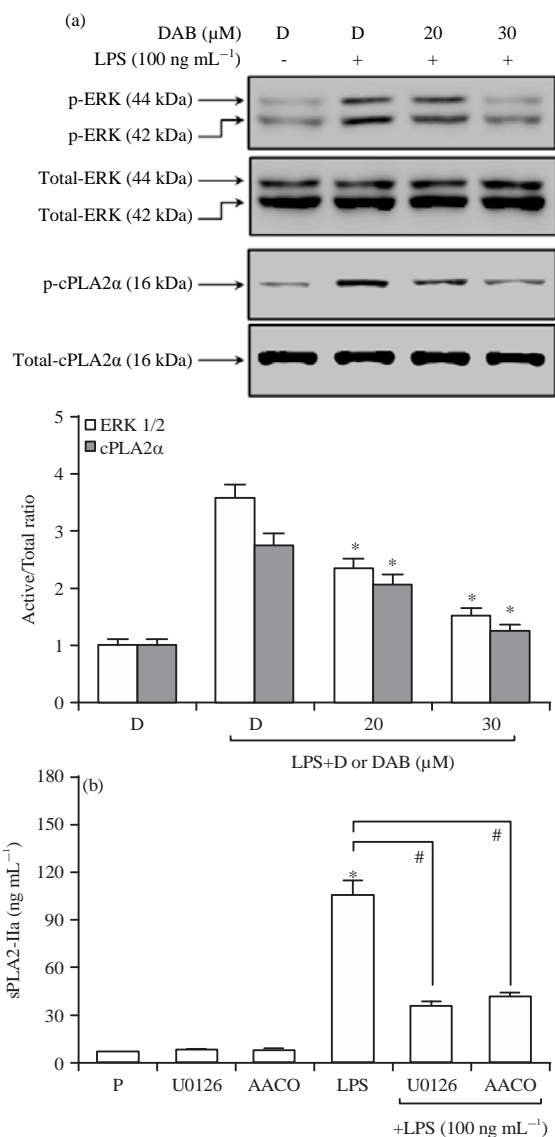 (a)
DAB (µM) D D 20 30
LPS (100 ng mL⁻¹) - + + +
p-ERK (44 kDa)
p-ERK (42 kDa)
Total-ERK (44 kDa)
Total-ERK (42 kDa)
p-cPLA2α (16 kDa)
Total-cPLA2α (16 kDa)
5
ERK 1/2
cPLA2α
4
3
* *
2
* *
1
0
Active/Total ratio
D D 20 30
LPS+D or DAB (µM)
180
(b)
150
# #
120
*
90
60
30
0
sPLA2-IIa (ng mL⁻¹)
P U0126 AACO LPS U0126 AACO
+LPS (100 ng mL⁻¹)